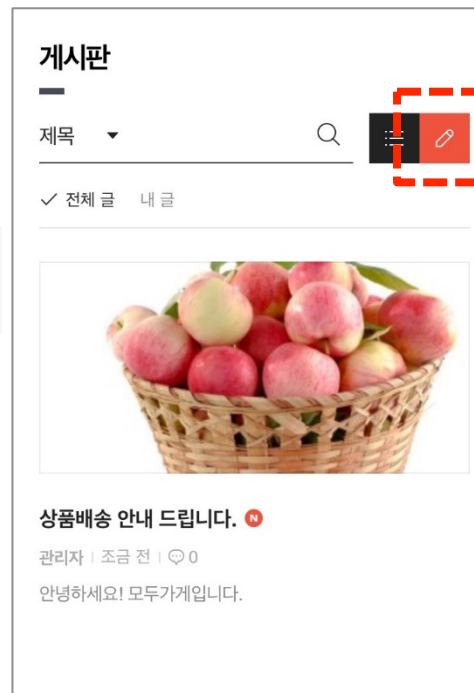 게시판
제목
전체 글 내 글
상품배송 안내 드립니다. N
관리자 | 조금 전 | 0
안녕하세요! 모두가게입니다.